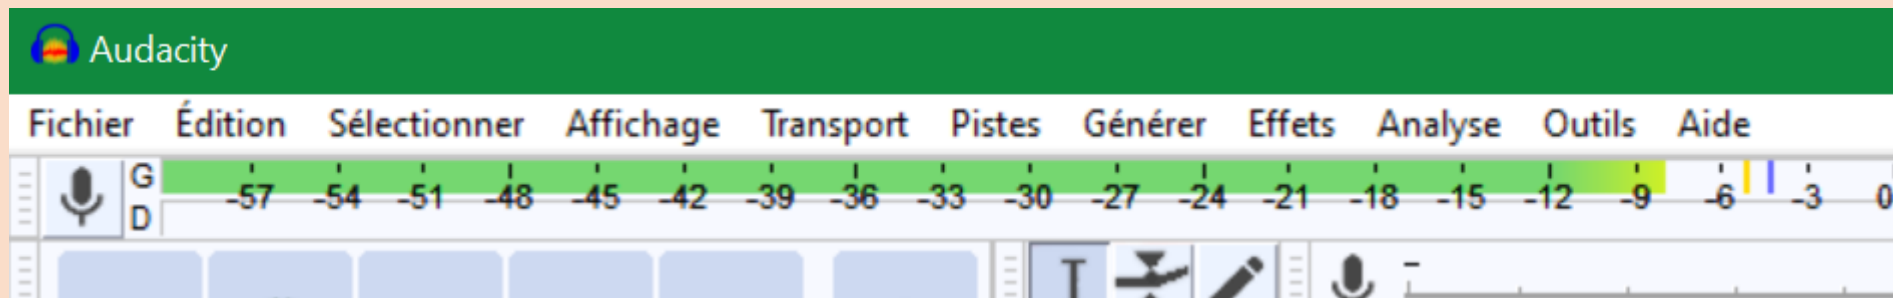 Audacity
Fichier Édition Sélectionner Affichage Transport Pistes Générer Effets Analyse Outils Aide
G
-57 -54 -51 -48 -45 -42 -39 -36 -33 -30 -27 -24 -21 -18 -15 -12 -9 -6 -3 0
D